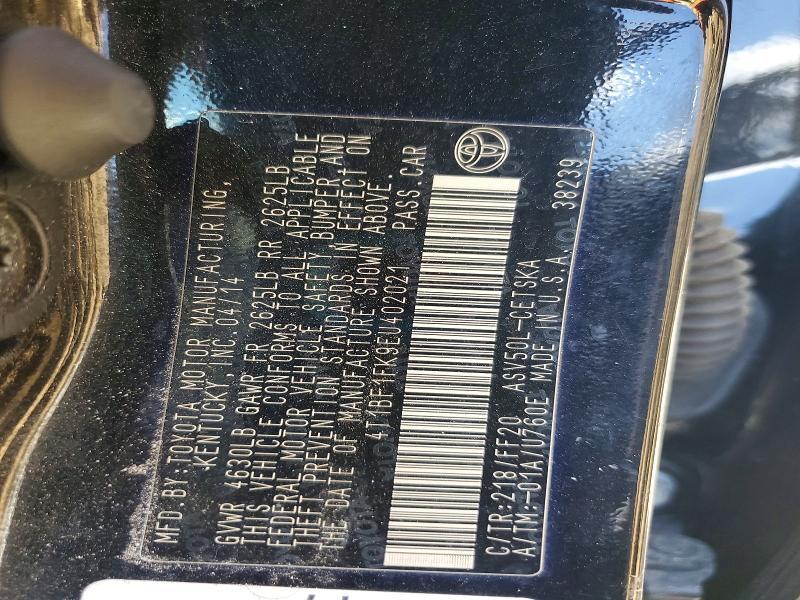 MFD.BY:TOYOTA MOTOR MANUFACTURING,
KENTUCKY, INC. 04/14
GVWR 4630LB GAWR FR 2625LB RR 2625LB
THIS VEHICLE CONFORMS TO ALL APPLICABLE
FEDERAL MOTOR VEHICLE SAFETY, BUMPER AND
THEFT PREVENTION STANDARDS IN EFFECT ON
THE DATE OF MANUFACTURE SHOWN ABOVE.
4T1BF1FK9EU402021 PASS.CAR
C/TR:218/FF20 ASV50L-CETSKA
A/TM:-01A/U760E MADE IN U.S.A. 38239